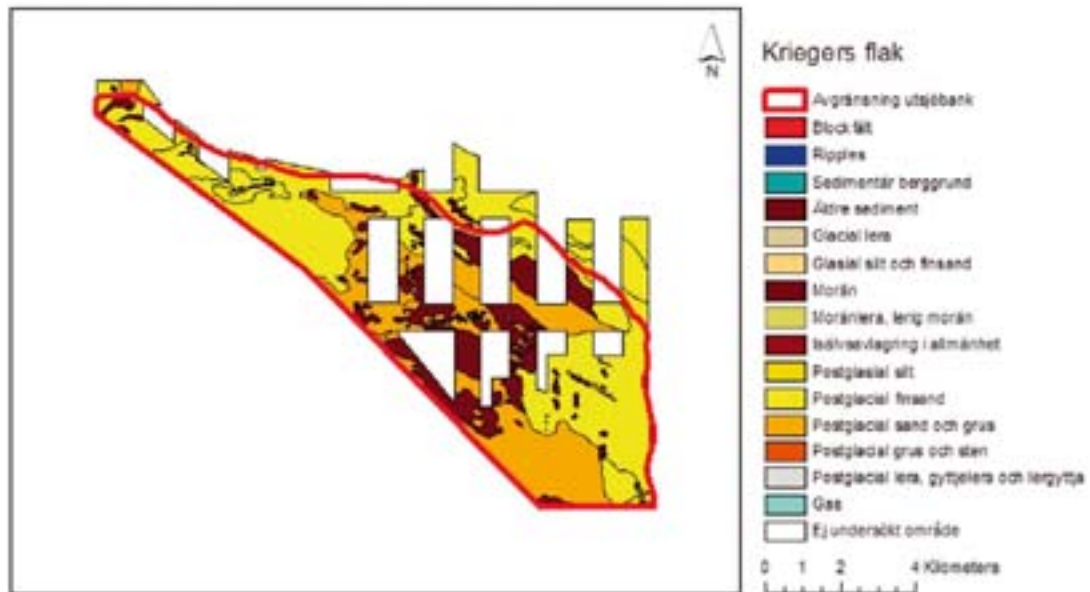 N
Kriegers flak
Avgränsning utsjöbank
Blockfält
Ripples
Sedimentär berggrund
Äldre sediment
Glacial lera
Glasial silt och finsand
Morän
Moränlera, lerig morän
Isälvsavlagring i allmänhet
Postglasial silt
Postglacial finsand
Postglacial sand och grus
Postglacial grus och sten
Postglacial lera, gyttjelera och lergyttja
Gas
Ej undersökt område
0 1 2 4 Kilometers